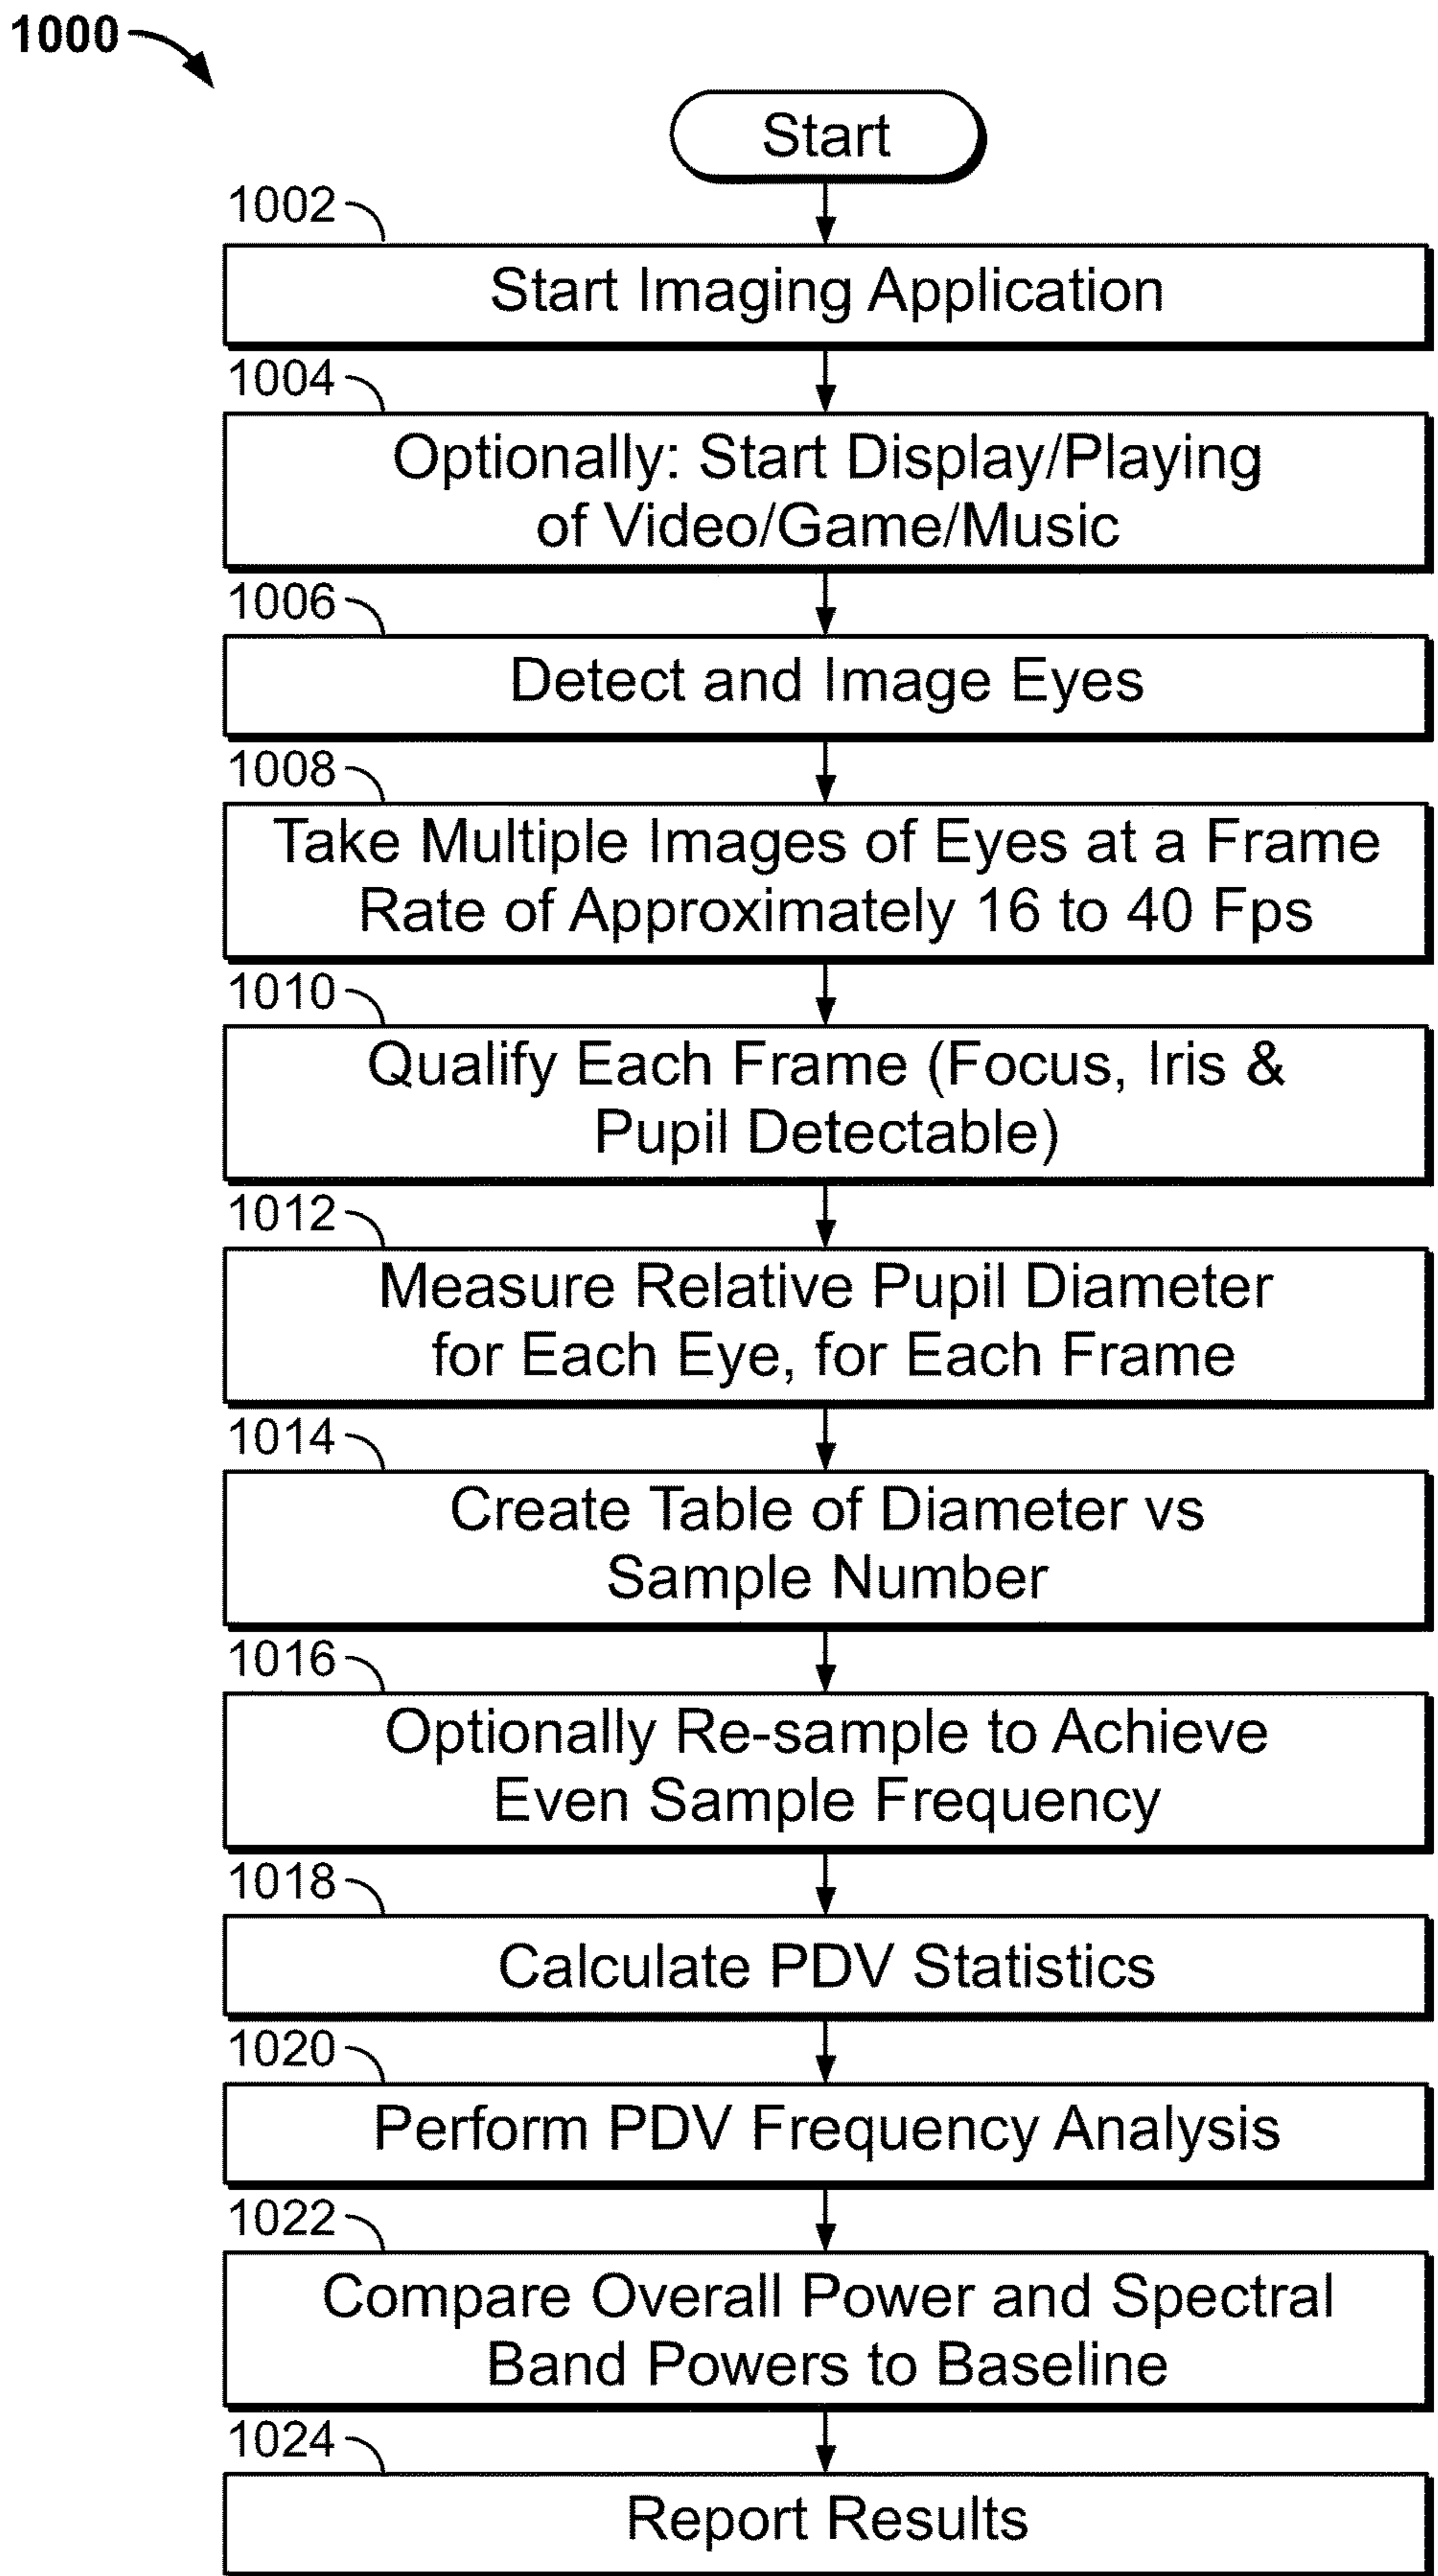 1000
Start
1002
Start Imaging Application
1004
Optionally: Start Display/Playing
of Video/Game/Music
1006
Detect and Image Eyes
1008
Take Multiple Images of Eyes at a Frame
Rate of Approximately 16 to 40 Fps
1010
Qualify Each Frame (Focus, Iris &
Pupil Detectable)
1012
Measure Relative Pupil Diameter
for Each Eye, for Each Frame
1014
Create Table of Diameter vs
Sample Number
1016
Optionally Re-sample to Achieve
Even Sample Frequency
1018
Calculate PDV Statistics
1020
Perform PDV Frequency Analysis
1022
Compare Overall Power and Spectral
Band Powers to Baseline
1024
Report Results